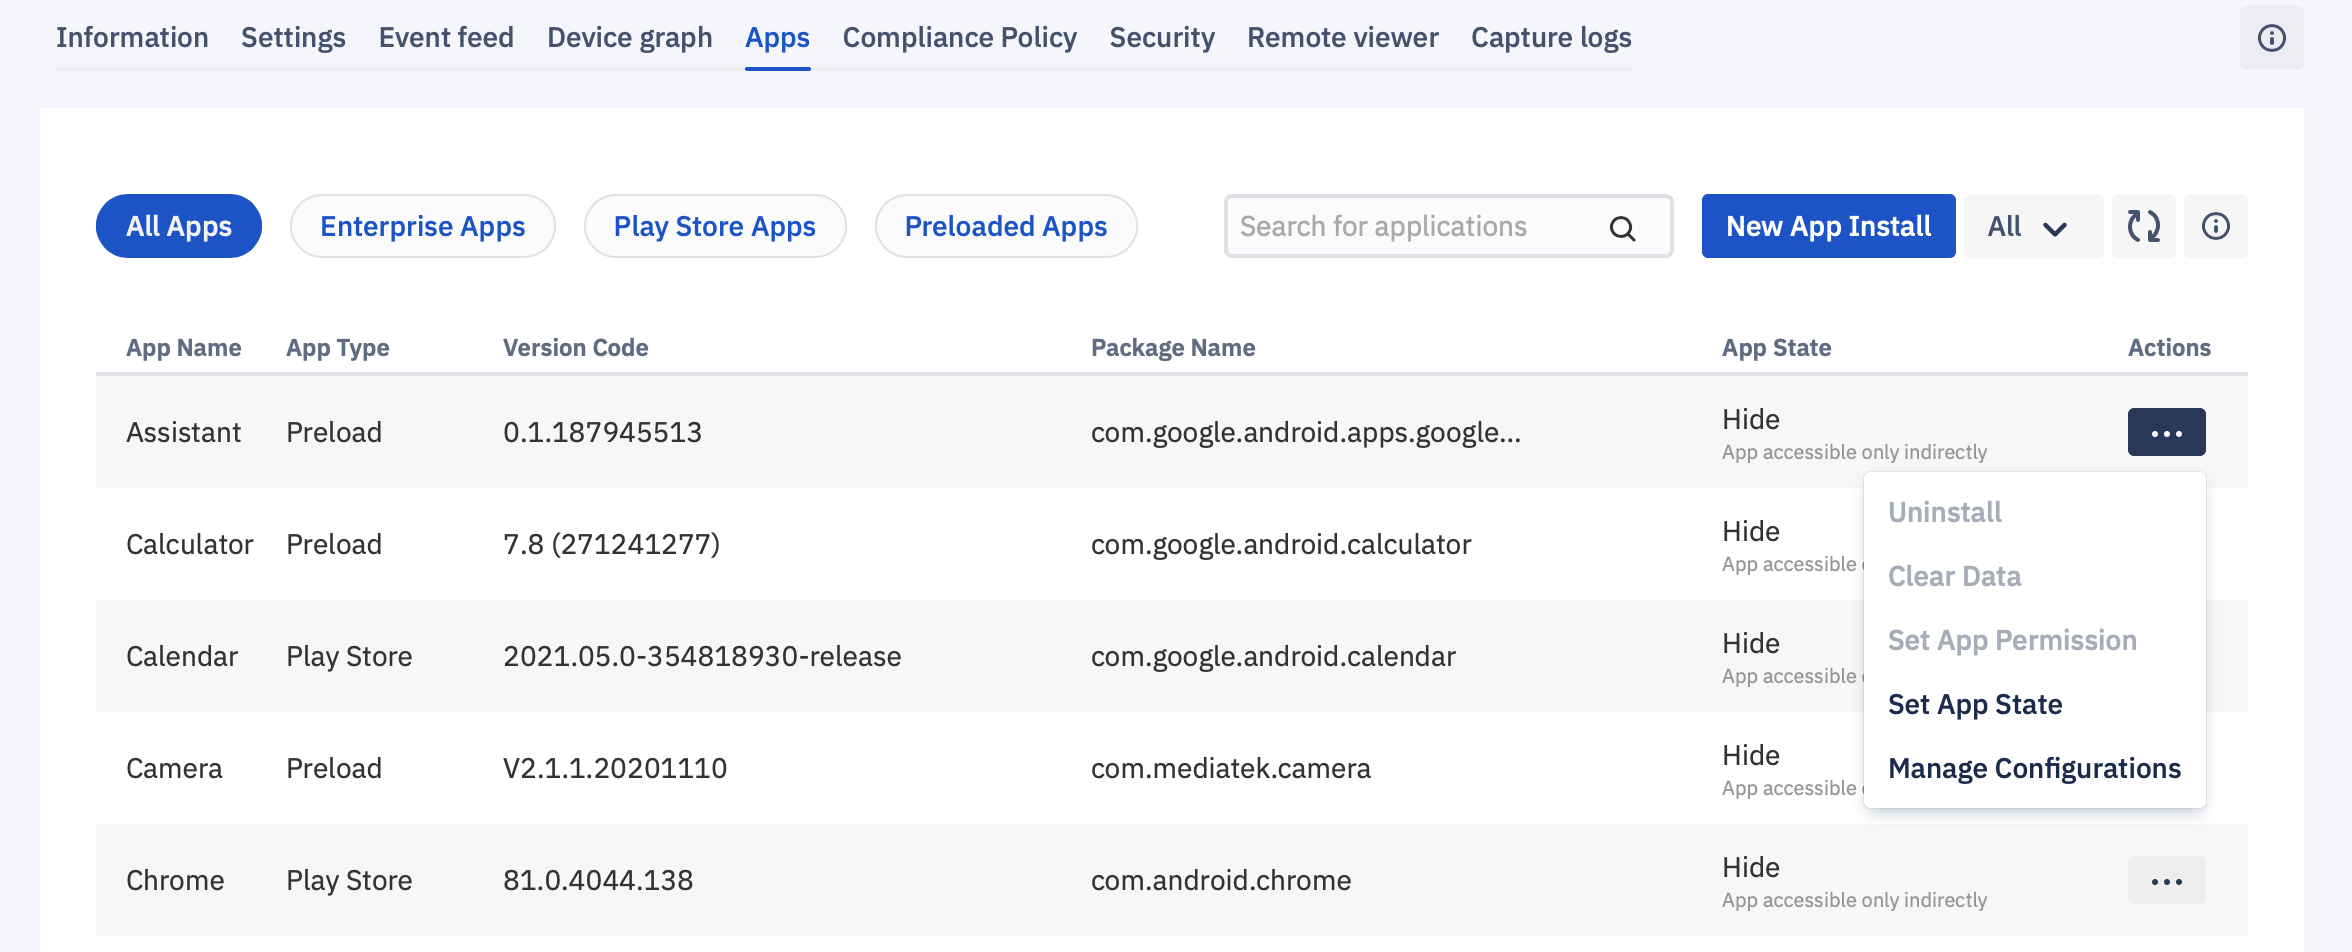 Information Settings Event feed Device graph Apps Compliance Policy Security Remote viewer Capture logs
All Apps Enterprise Apps Play Store Apps Preloaded Apps Search for applications New App Install All
App Name App Type Version Code Package Name App State Actions
Assistant Preload 0.1.187945513 com.google.android.apps.google... Hide
App accessible only indirectly
Uninstall
Calculator Preload 7.8 (271241277) com.google.android.calculator Hide
App accessible
Clear Data
Set App Permission
Calendar Play Store 2021.05.0-354818930-release com.google.android.calendar Hide
App accessible
Set App State
Camera Preload V2.1.1.20201110 com.mediatek.camera Hide
App accessible
Manage Configurations
Chrome Play Store 81.0.4044.138 com.android.chrome Hide
App accessible only indirectly